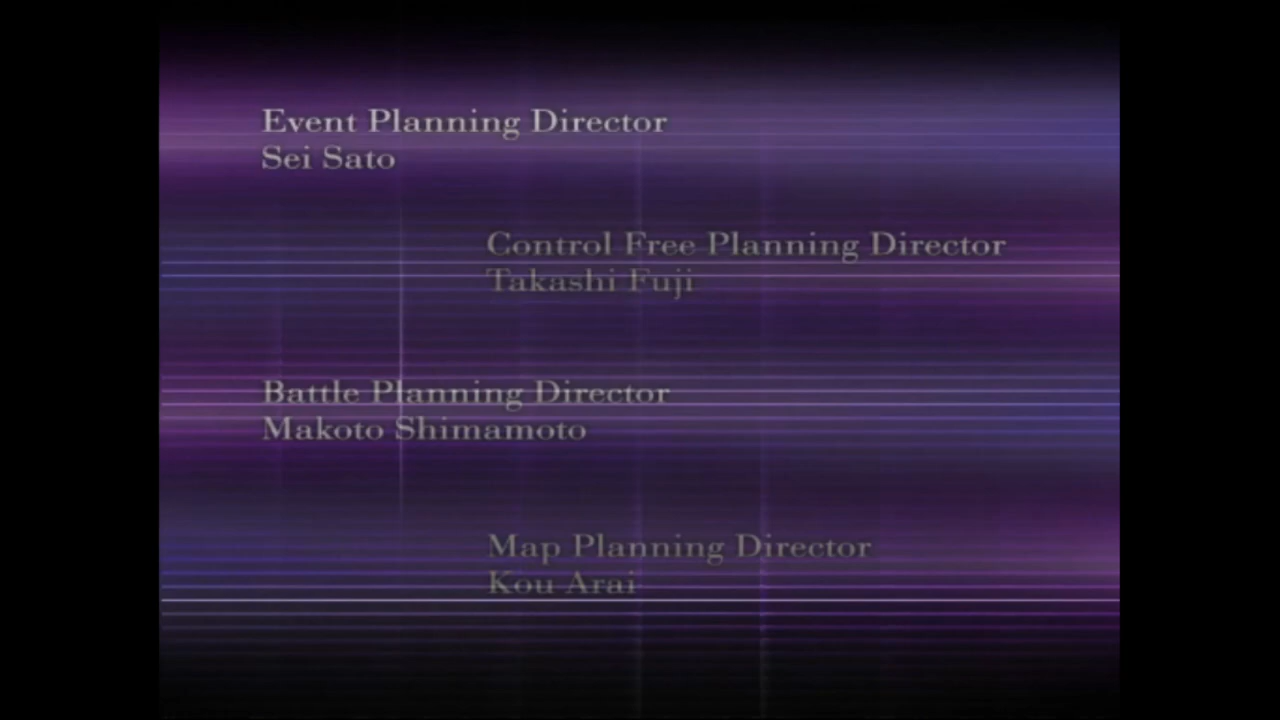 Event Planning Director
Sei Sato
Control Free Planning Director
Takashi Fuji
Battle Planning Director
Makoto Shimamoto
Map Planning Director
Kou Arai